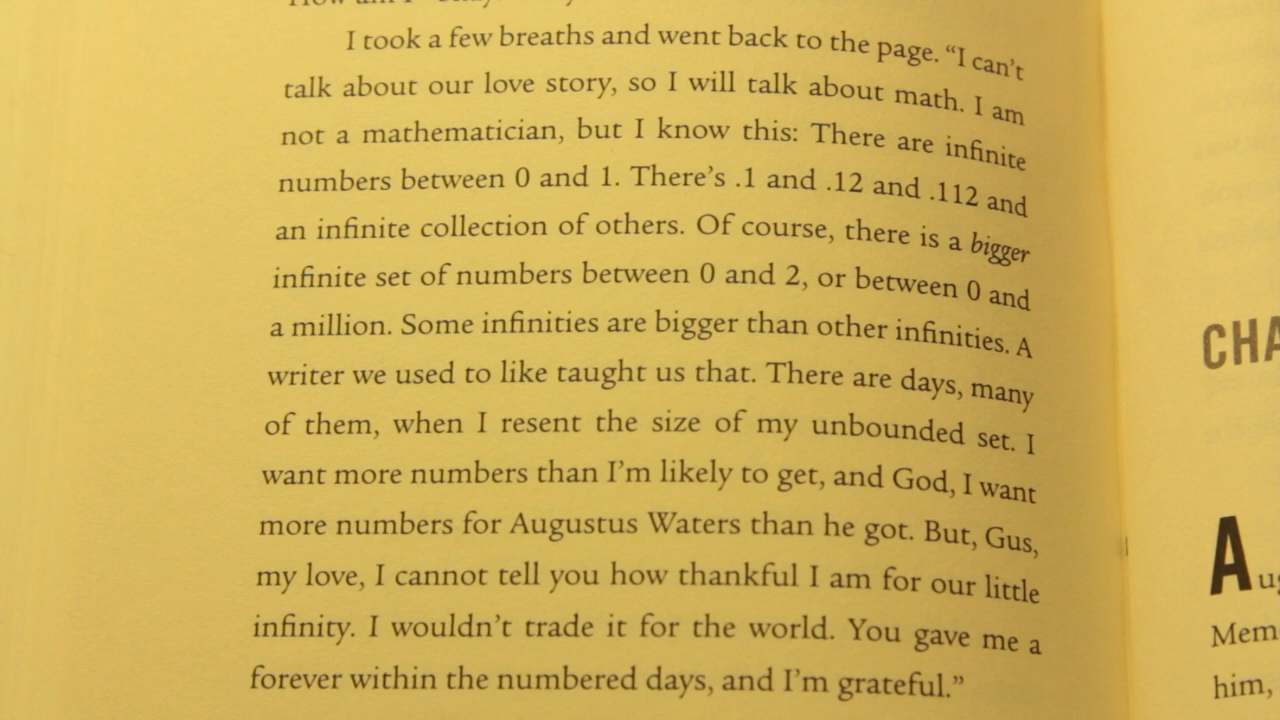 I took a few breaths and went back to the page. “I can’t
talk about our love story, so I will talk about math. I am
not a mathematician, but I know this: There are infinite
numbers between 0 and 1. There’s .1 and .12 and .112 and
an infinite collection of others. Of course, there is a bigger
infinite set of numbers between 0 and 2, or between 0 and
a million. Some infinities are bigger than other infinities. A
writer we used to like taught us that. There are days, many
of them, when I resent the size of my unbounded set. I
want more numbers than I’m likely to get, and God, I want
more numbers for Augustus Waters than he got. But, Gus,
my love, I cannot tell you how thankful I am for our little
infinity. I wouldn’t trade it for the world. You gave me a
forever within the numbered days, and I’m grateful.”
CHA
Aug
Mem
him,